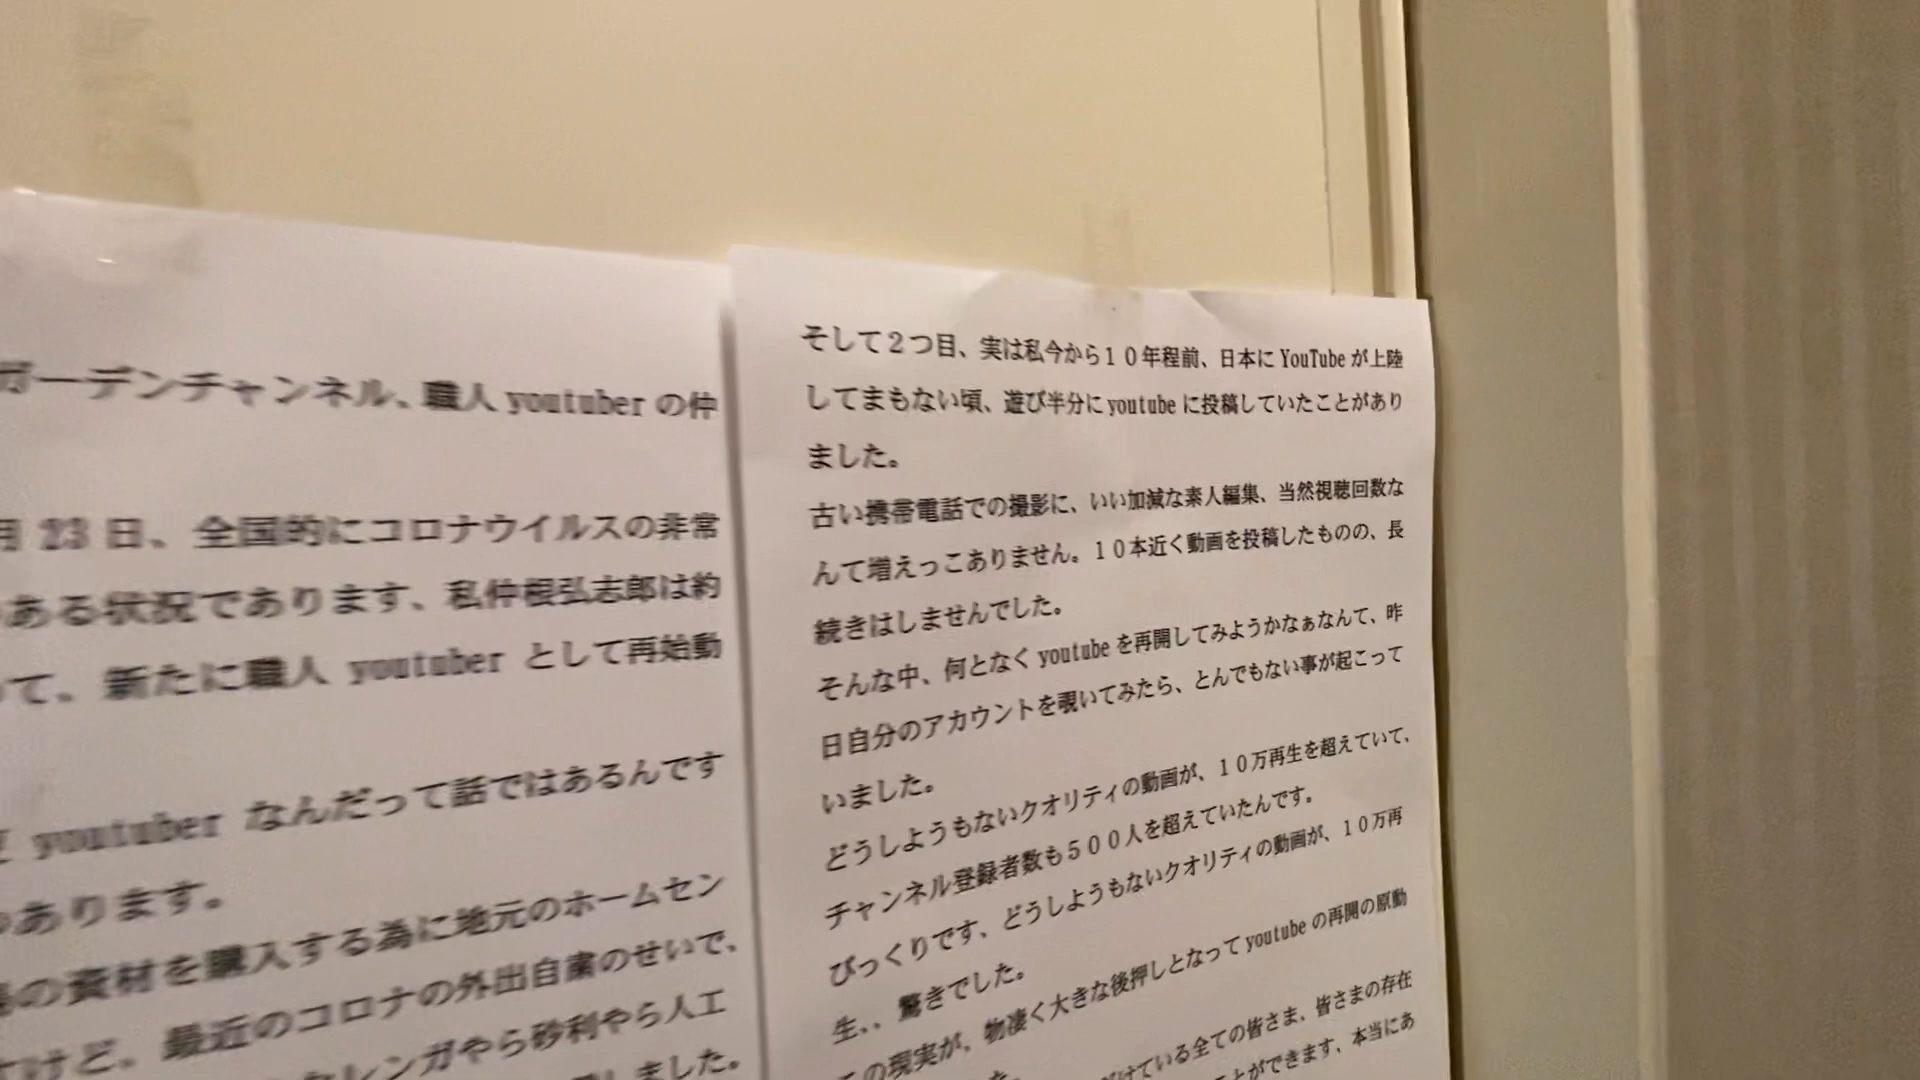 ガーデンチャンネル、職人 youtuber の仲
月 23 日、全国的にコロナウイルスの非常
ある状況であります、私仲根弘志郎は約
て、新たに職人 youtuber として再始動
youtuber なんだって話ではあるんです
あります。
の資材を購入する為に地元のホームセン
けど、最近のコロナの外出自粛のせいで、
レンガやら砂利やら人工
しました。
そして２つ目、実は私今から１０年程前、日本に YouTube が上陸
してまもない頃、遊び半分に youtube に投稿していたことがあり
ました。
古い携帯電話での撮影に、いい加減な素人編集、当然視聴回数な
んて増えっこありません。１０本近く動画を投稿したものの、長
続きはしませんでした。
そんな中、何となく youtube を再開してみようかなぁなんて、昨
日自分のアカウントを覗いてみたら、とんでもない事が起こって
いました。
どうしようもないクオリティの動画が、１０万再生を超えていて、
チャンネル登録者数も５００人を超えていたんです。
びっくりです、どうしようもないクオリティの動画が、１０万再
生、、驚きでした。
この現実が、物凄く大きな後押しとなって youtube の再開の原動
けている全ての皆さま、皆さまの存在
ことができます、本当にあ